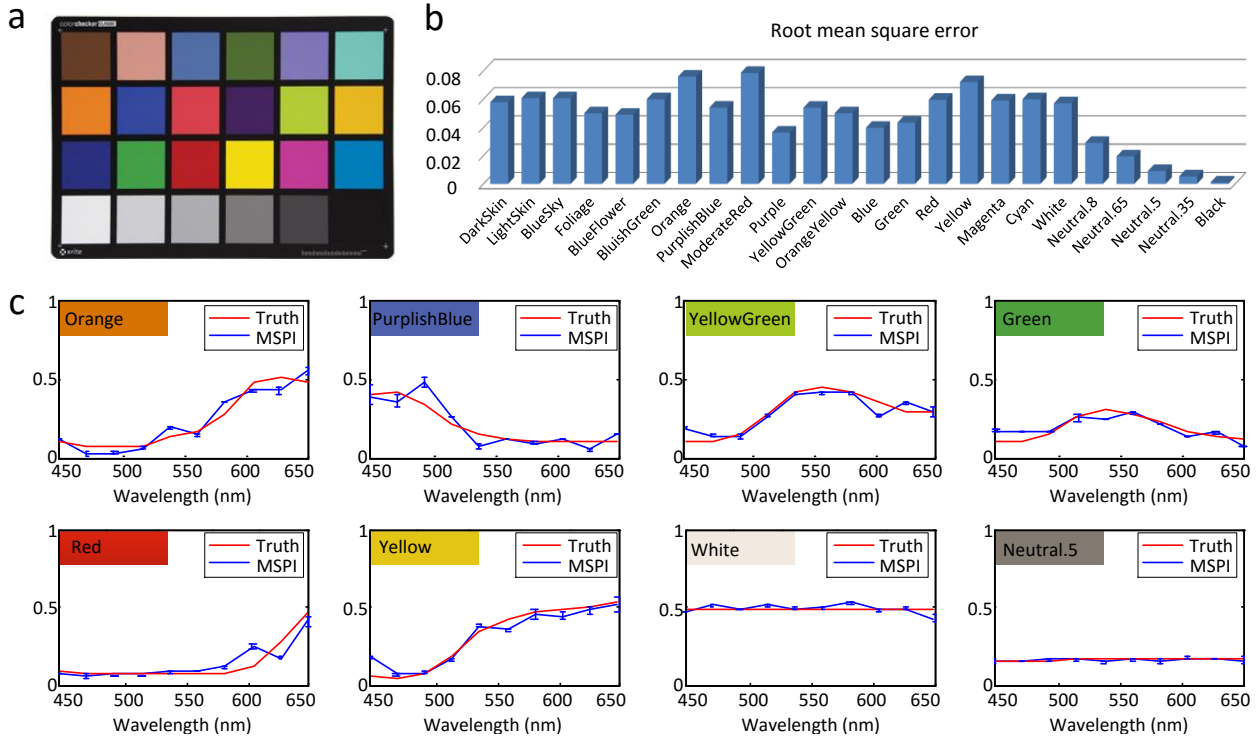 a
colorchecker CLASSIC
x·rite
b
Root mean square error
0.08
0.06
0.04
0.02
0
DarkSkin
LightSkin
BlueSky
Foliage
BlueFlower
BluishGreen
Orange
PurplishBlue
ModerateRed
Purple
YellowGreen
OrangeYellow
Blue
Green
Red
Yellow
Magenta
Cyan
White
Neutral.8
Neutral.65
Neutral.5
Neutral.35
Black
c
1
0.5
0
Orange
Truth
MSPI
450 500 550 600 650
Wavelength (nm)
1
0.5
0
PurplishBlue
Truth
MSPI
450 500 550 600 650
Wavelength (nm)
1
0.5
0
YellowGreen
Truth
MSPI
450 500 550 600 650
Wavelength (nm)
1
0.5
0
Green
Truth
MSPI
450 500 550 600 650
Wavelength (nm)
1
0.5
0
Red
Truth
MSPI
450 500 550 600 650
Wavelength (nm)
1
0.5
0
Yellow
Truth
MSPI
450 500 550 600 650
Wavelength (nm)
1
0.5
0
White
Truth
MSPI
450 500 550 600 650
Wavelength (nm)
1
0.5
0
Neutral.5
Truth
MSPI
450 500 550 600 650
Wavelength (nm)